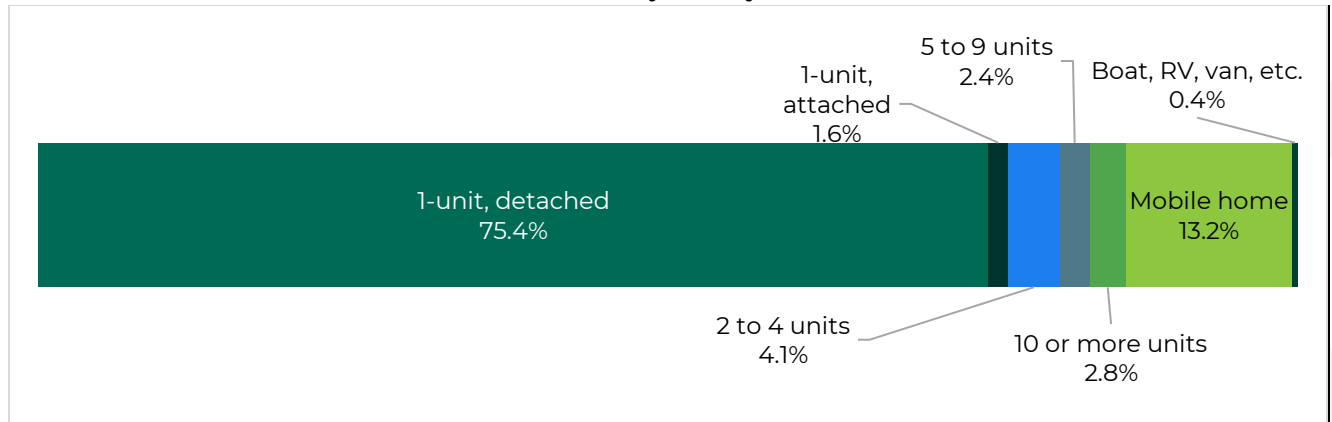 5 to 9 units
2.4%
Boat, RV, van, etc.
0.4%
1-unit,
attached
1.6%
1-unit, detached
75.4%
Mobile home
13.2%
2 to 4 units
4.1%
10 or more units
2.8%